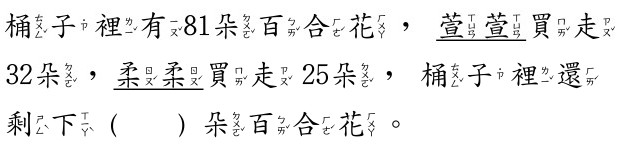 桶子裡有81朵百合花，萱萱買走
32朵，柔柔買走25朵，桶子裡還
剩下（　　）朵百合花。